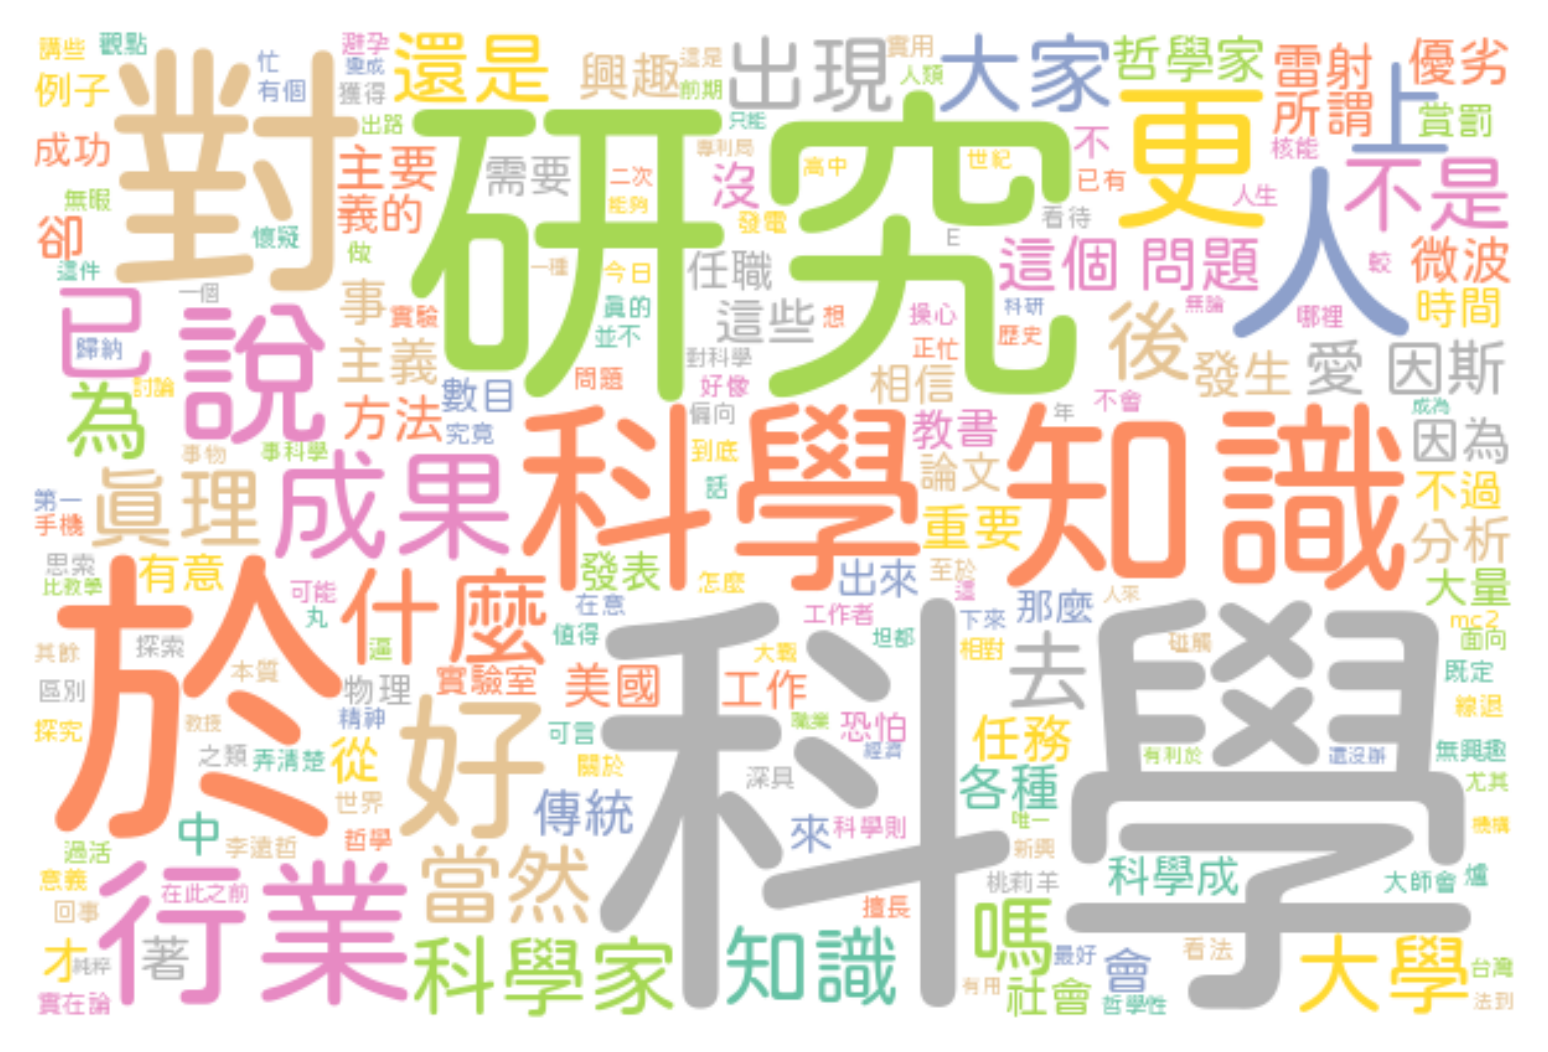 講些 觀點 忙 避孕 還是 興趣 這是 出現 實用 大家 哲學家 雷射 優劣
例子 對 有個 變成 獲得 前期 人類 所謂 上 賞罰
成功 出路 研究 只能 更 核能 不是
無暇 主要 需要 二次 專利局 沒 高中 世紀 不 已有 人生 人
卻 懷疑 義的 能夠 發電 看待 微波
這件 做 一種 今日 任職 E 這個 問題 較 時間
已 一個 事 實驗 真的 這些 想 操心 科研 後 無論 哪裡
歸納 說 主義 並不 對科學 正忙 歷史 發生 愛 因斯
為 討論 數目 問題 好像 相信 不會 成為
事物 事科學 方法 究竟 偏向 教書 年 因為
第一 真理 成果 科學 到底 論文 知識 不過
手機 話 重要 分析
思索 有意 什麼 發表 怎麼 出來 至於 大量
比教學 可能 在意 工作者 這 下來 那麼 人來 mc2
其餘 探索 丸 逼 值得 大戰 坦都 相對 去 碰觸 面向
區別 本質 物理 實驗室 美國 工作 既定
探究 於 教授 精神 好 可言 科學 職業 恐怕 任務 線退
之類 弄清楚 從 關於 經濟 有利於 還沒辦 無興趣
世界 深具 各種 尤其
過活 中 李遠哲 哲學 傳統 來 科學則 唯一 機構
意義 行業 在此之前 當然 新興 桃莉羊 科學成 大師會 爐
回事 擅長 嗎
才 純粹 著 科學家 知識 最好 會 看法 大學 台灣
實在論 有用 社會 哲學性 法到